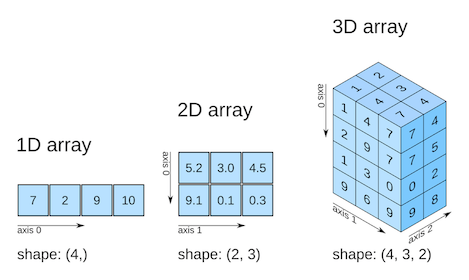 1D array
7 2 9 10
axis 0
shape: (4,)
2D array
axis 0
5.2 3.0 4.5
9.1 0.1 0.3
axis 1
shape: (2, 3)
3D array
axis 0
1 2
4 3
7 4
1 4 7
2 9 7
1 3 0
9 6 9
7 4
7 5
0 2
9 8
axis 1
axis 2
shape: (4, 3, 2)